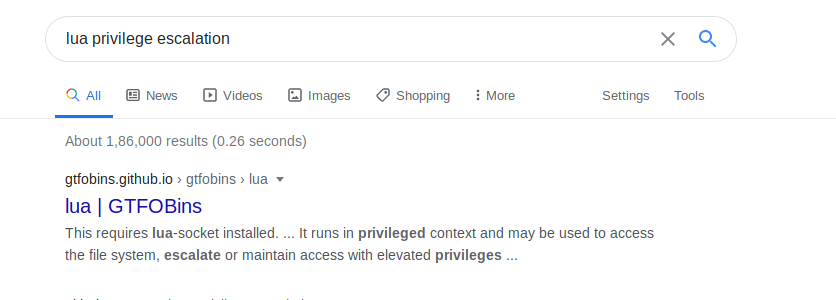 lua privilege escalation
All News Videos Images Shopping More Settings Tools
About 1,86,000 results (0.26 seconds)
gtfobins.github.io › gtfobins › lua
lua | GTFOBins
This requires lua-socket installed. ... It runs in privileged context and may be used to access
the file system, escalate or maintain access with elevated privileges ...